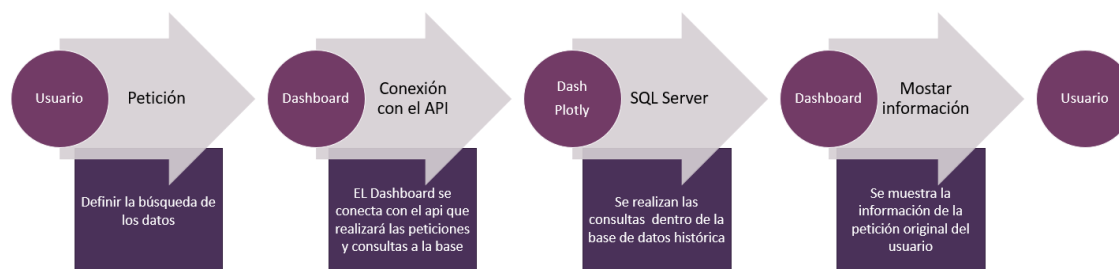 Usuario
Petición
Definir la búsqueda de
los datos
Dashboard
Conexión
con el API
EL Dashboard se
conecta con el api que
realizará las peticiones
y consultas a la base
Dash
Plotly
SQL Server
Se realizan las
consultas dentro de la
base de datos histórica
Dashboard
Mostar
información
Se muestra la
información de la
petición original del
usuario
Usuario